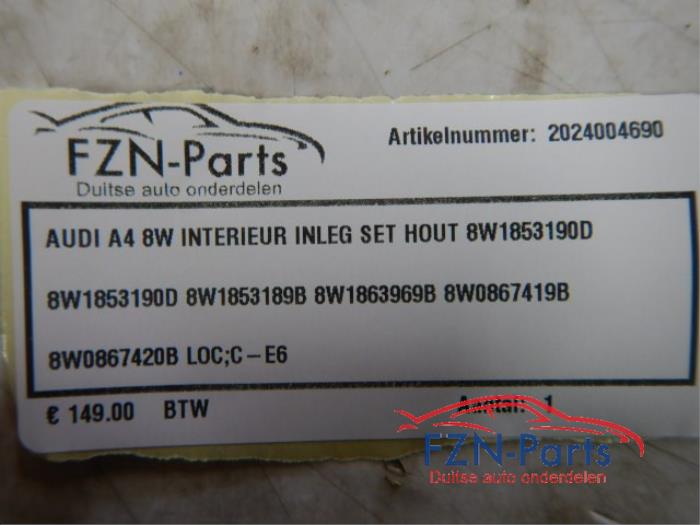 FZN-Parts
Duitse auto onderdelen
Artikelnummer: 2024004690
AUDI A4 8W INTERIEUR INLEG SET HOUT 8W1853190D
8W1853190D 8W1853189B 8W1863969B 8W0867419B
8W0867420B LOC;C-E6
€ 149.00 BTW Aantal: 1
FZN-Parts
Duitse auto onderdelen